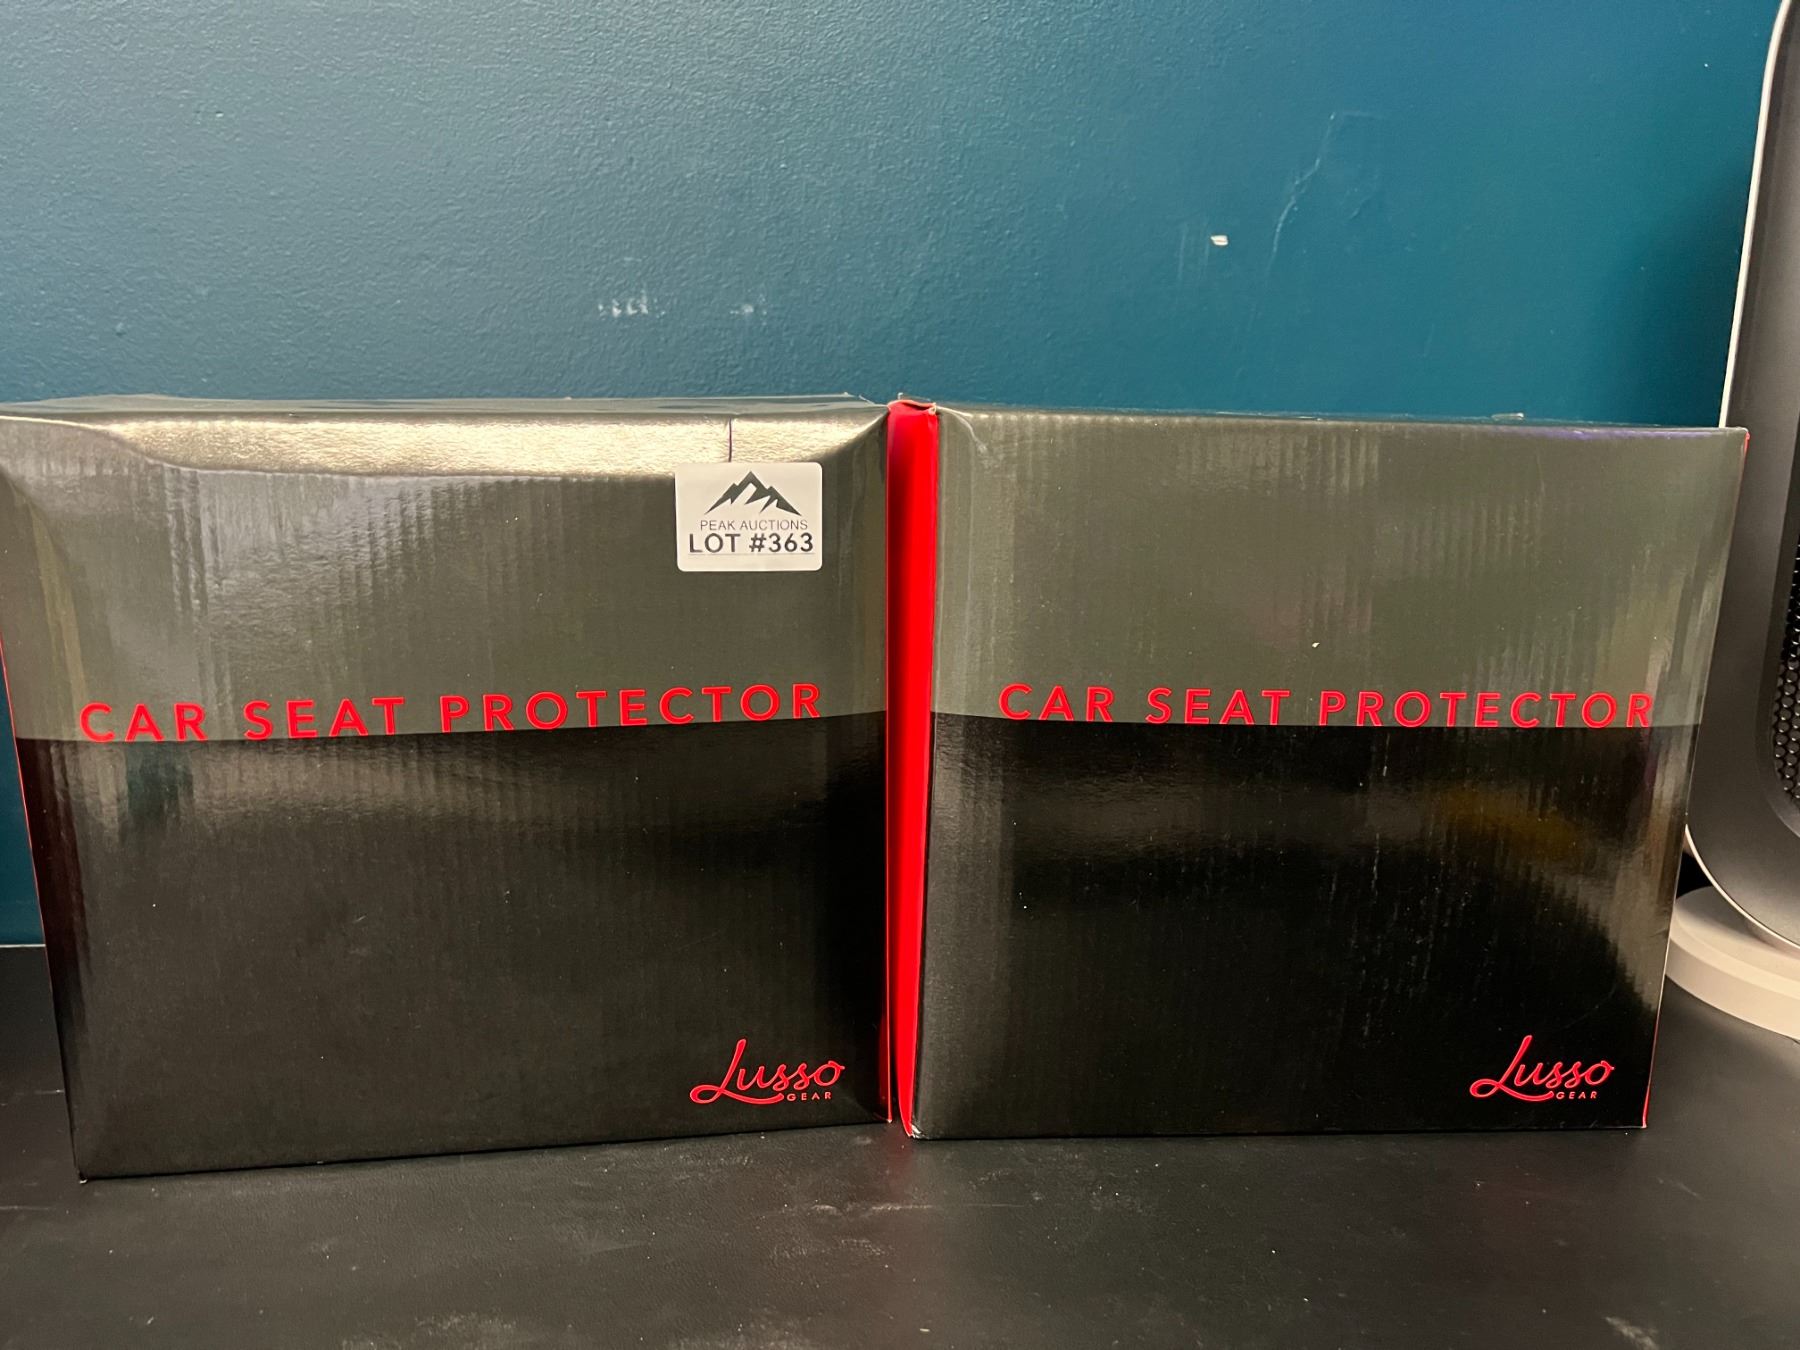 PEAK AUCTIONS
LOT #363
CAR SEAT PROTECTOR
Lusso
GEAR
CAR SEAT PROTECTOR
Lusso
GEAR